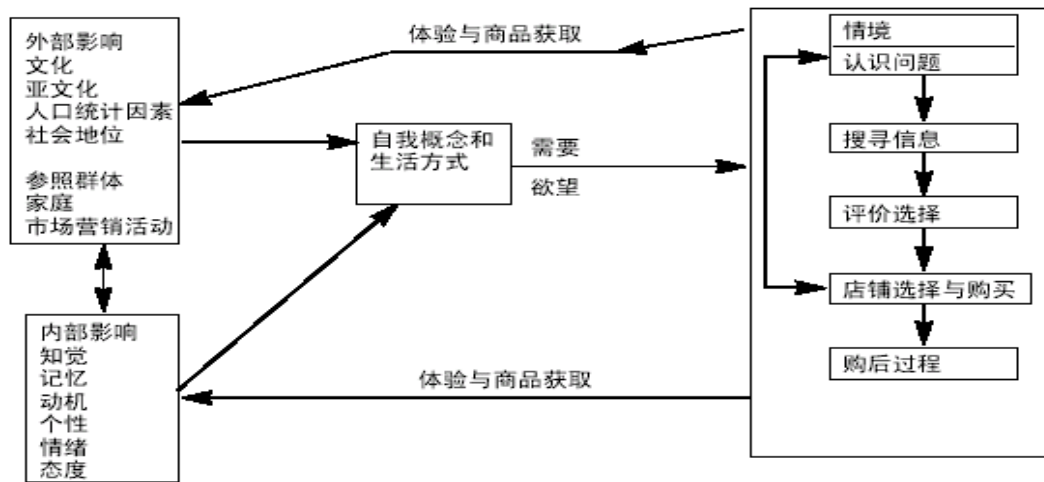 外部影响
文化
亚文化
人口统计因素
社会地位
参照群体
家庭
市场营销活动
内部影响
知觉
记忆
动机
个性
情绪
态度
体验与商品获取
自我概念和
生活方式
需要
欲望
体验与商品获取
情境
认识问题
搜寻信息
评价选择
店铺选择与购买
购后过程